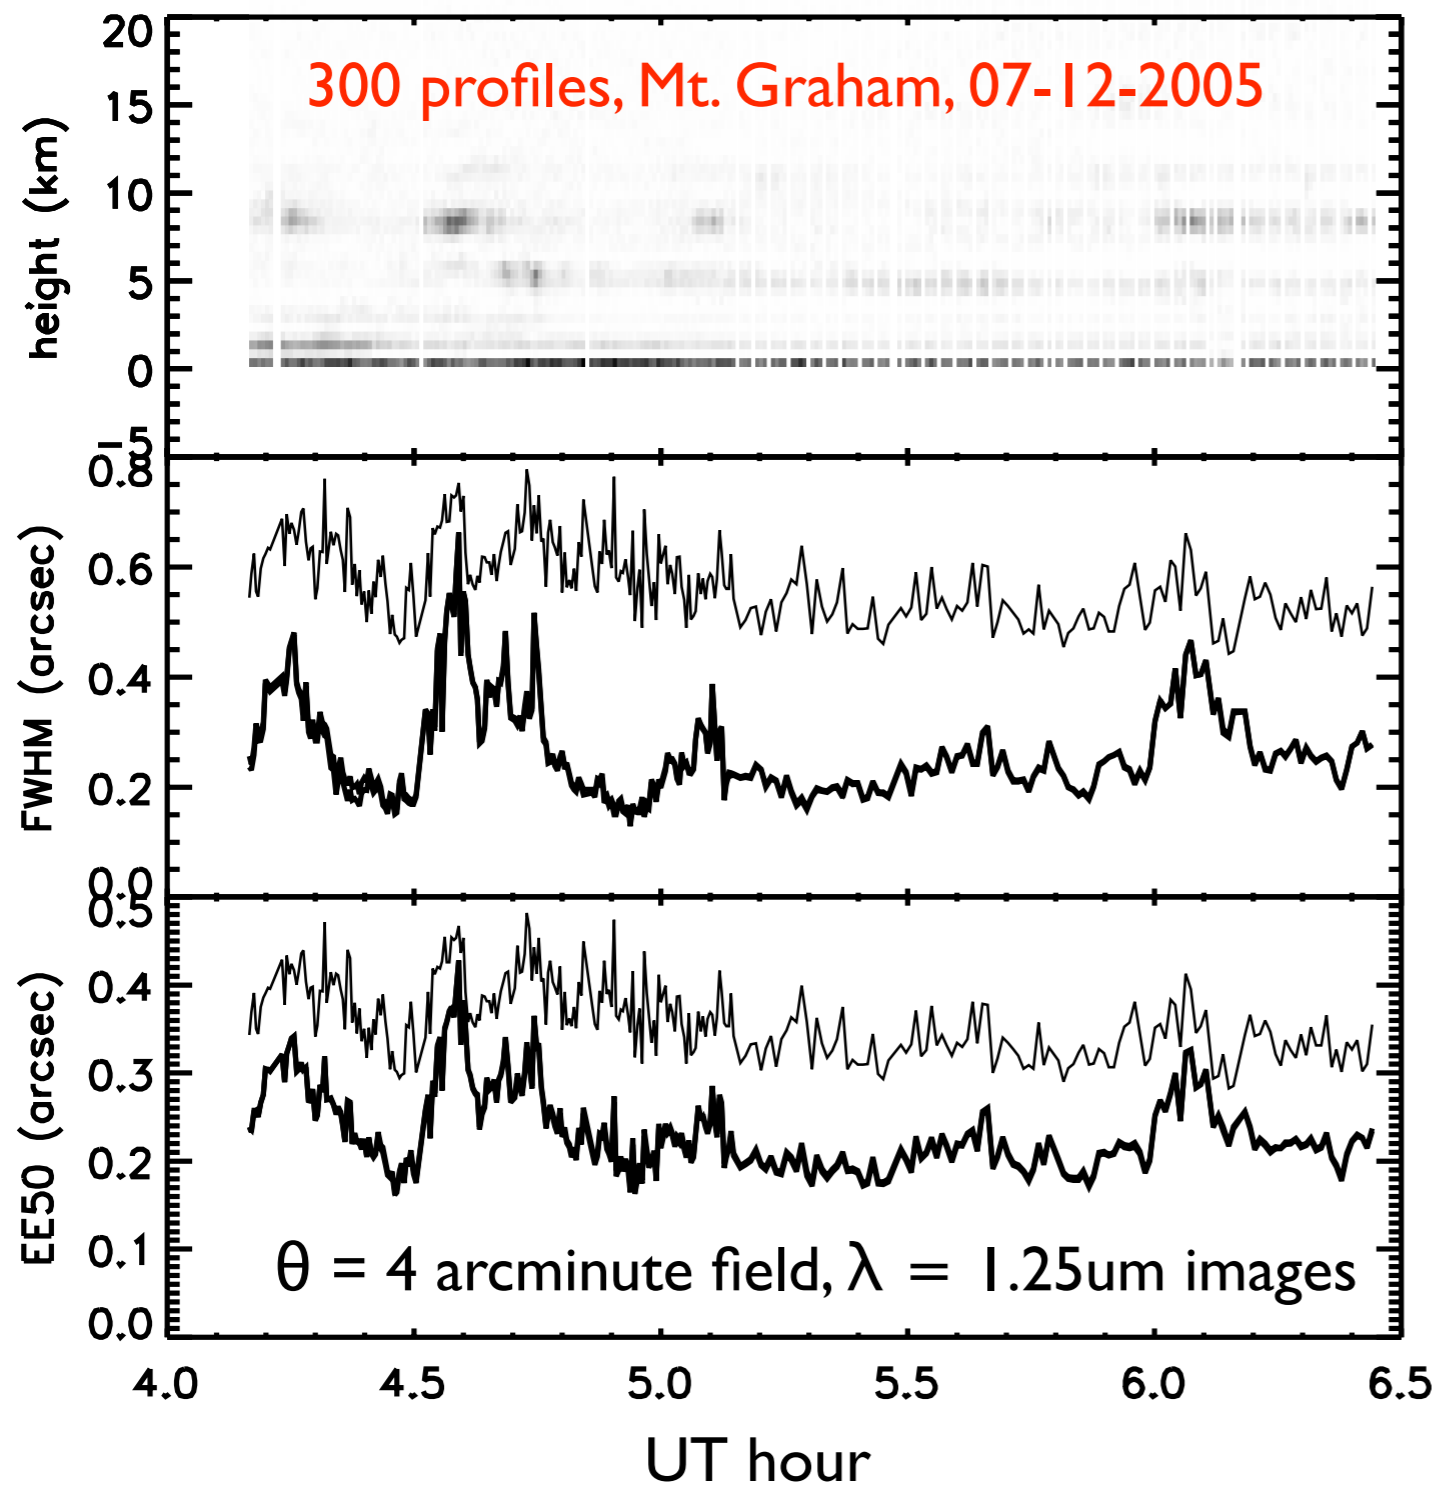 20
300 profiles, Mt. Graham, 07-12-2005
15
10
5
0
-5
height (km)
0.8
0.6
0.4
0.2
0.0
FWHM (arcsec)
0.5
0.4
0.3
0.2
0.1
0.0
EE50 (arcsec)
θ = 4 arcminute field, λ = 1.25um images
4.0 4.5 5.0 5.5 6.0 6.5
UT hour